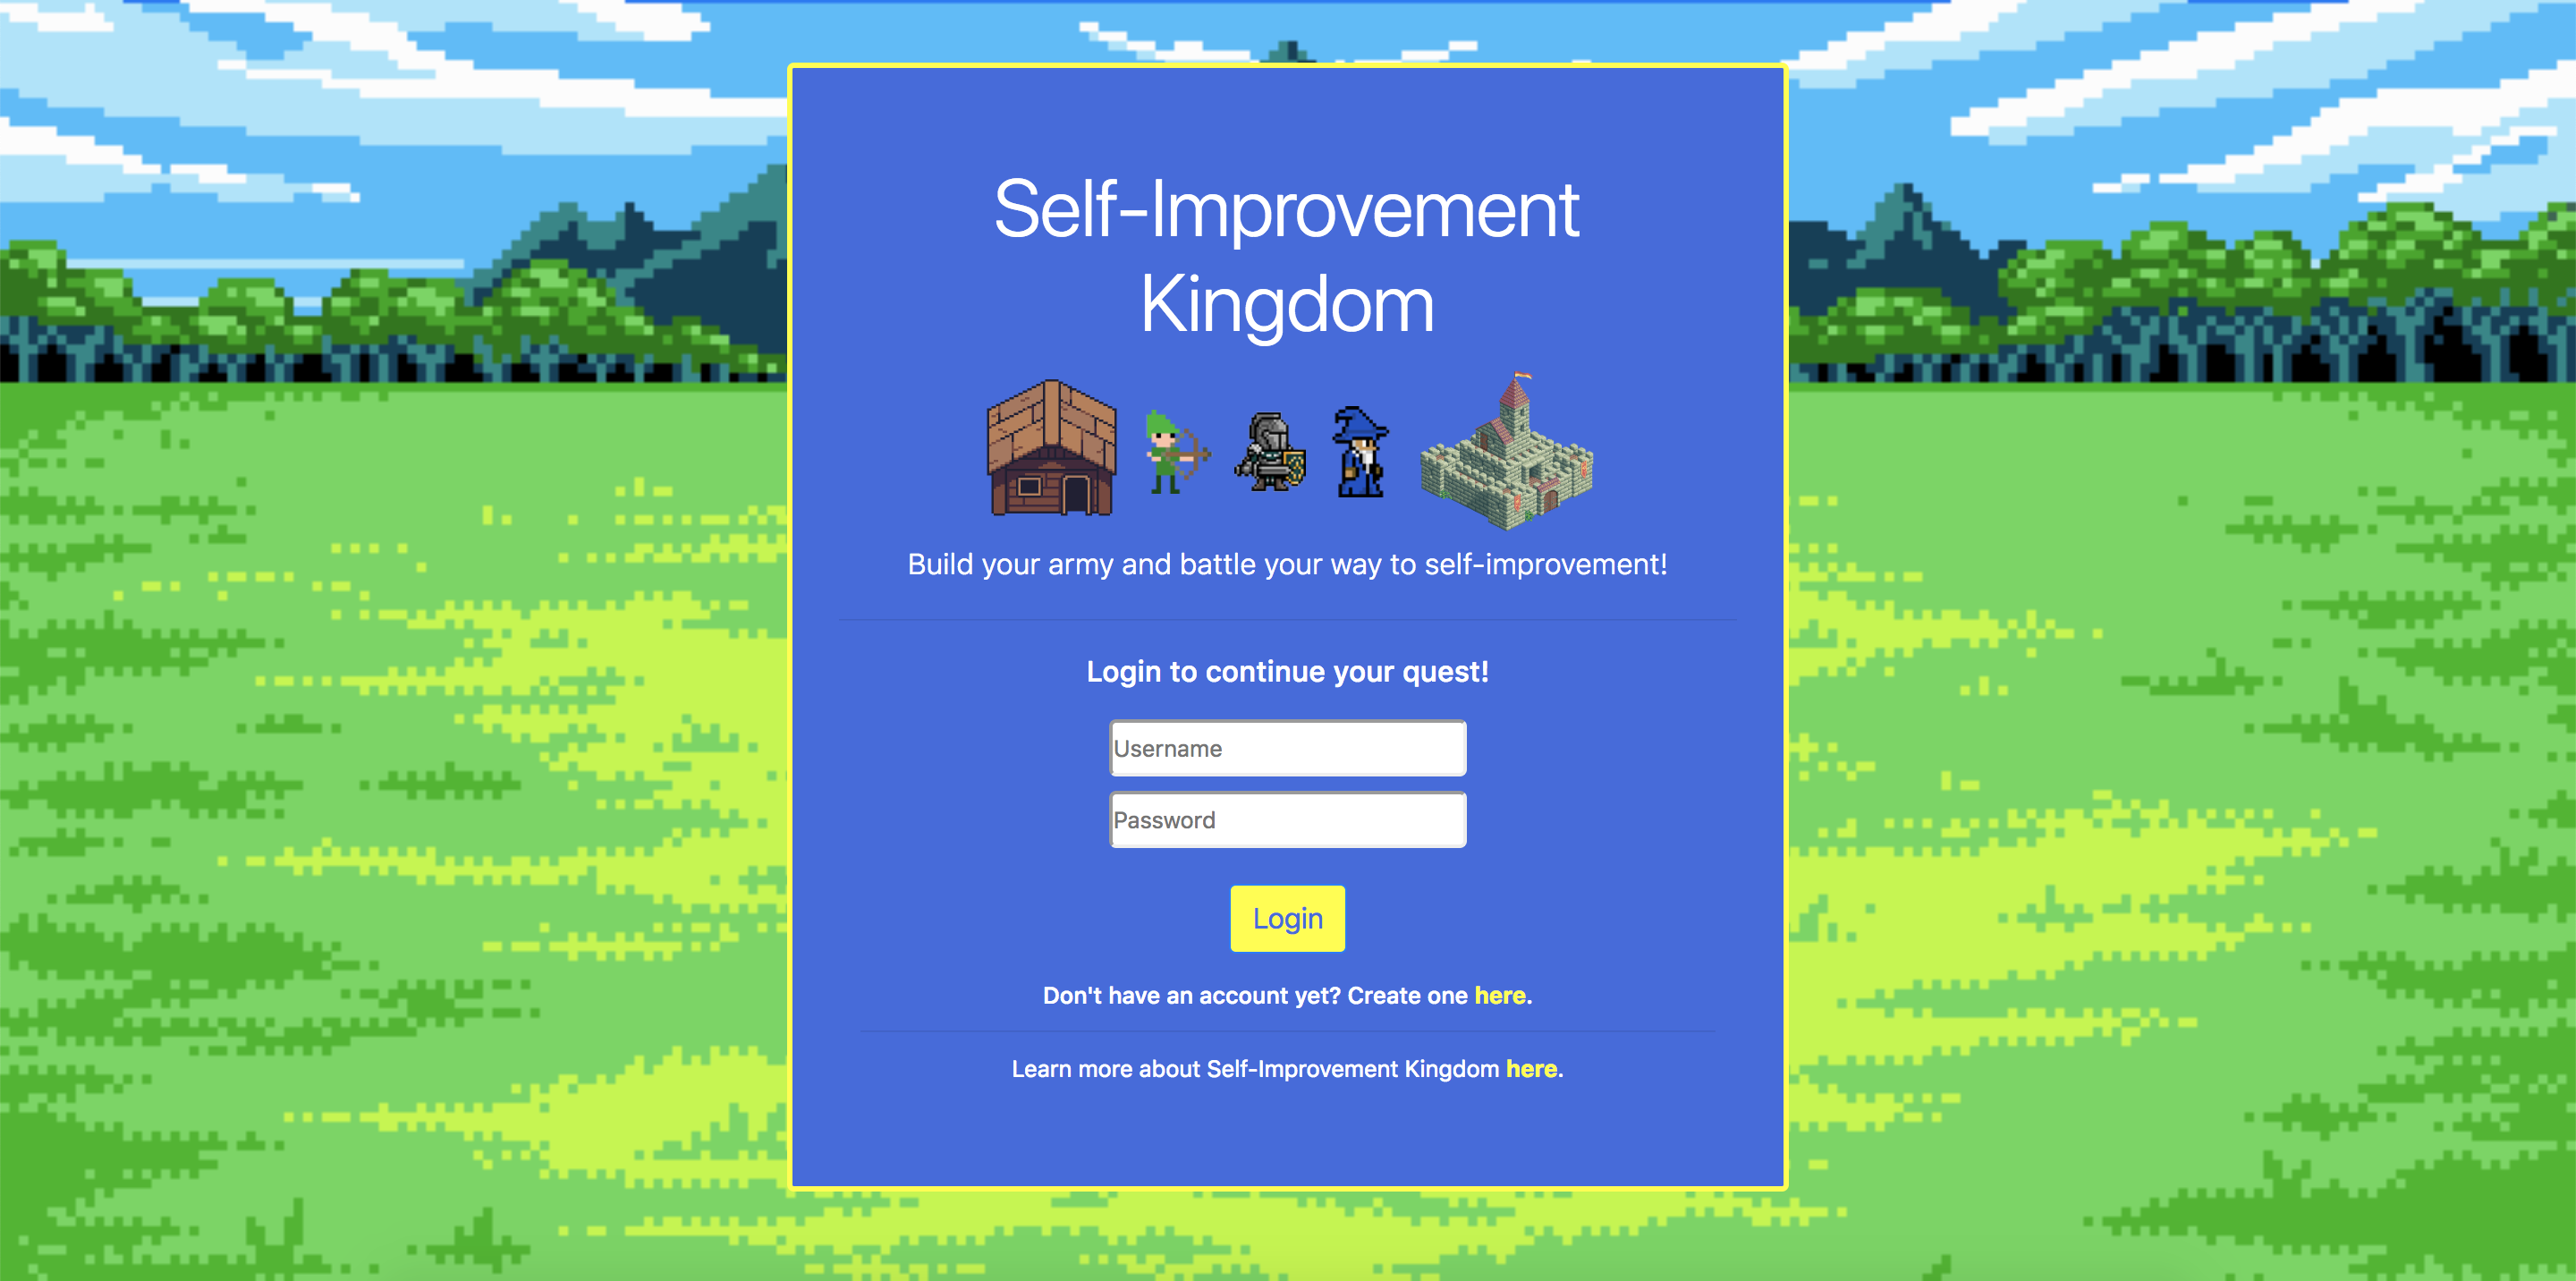 Self-Improvement
Kingdom
Build your army and battle your way to self-improvement!
Login to continue your quest!
Username
Password
Login
Don't have an account yet? Create one here.
Learn more about Self-Improvement Kingdom here.